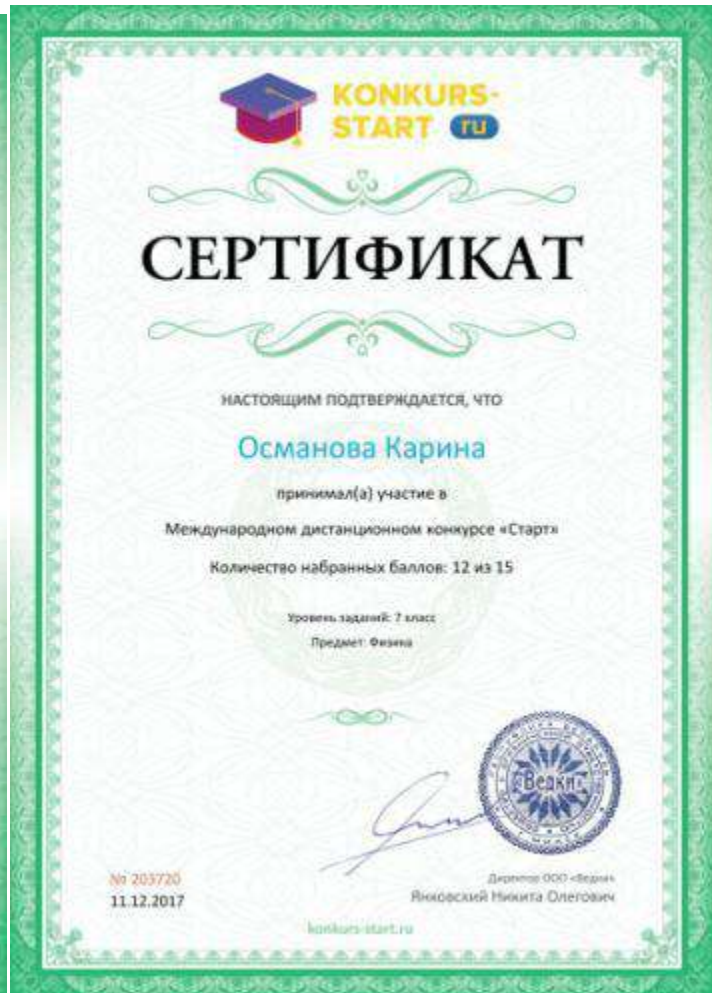 KONKURS-
START ru
СЕРТИФИКАТ
НАСТОЯЩИМ ПОДТВЕРЖДАЕТСЯ, ЧТО
Османова Карина
принимал(а) участие в
Международном дистанционном конкурсе «Старт»
Количество набранных баллов: 12 из 15
Уровень заданий: 7 класс
Предмет: Физика
Ведки
№ 203720
11.12.2017
Директор ООО «Ведки»
Янковский Никита Олегович
konkurs-start.ru